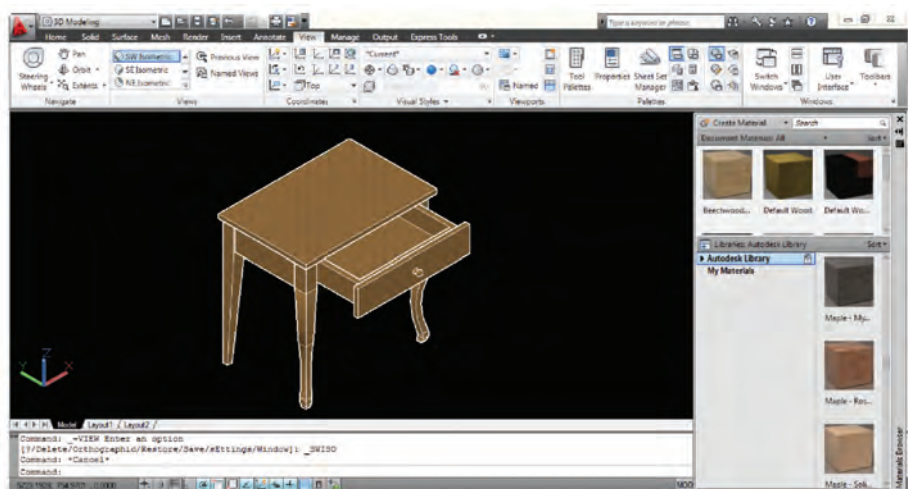 3D Modeling
Type a keyword or phrase
Home Solid Surface Mesh Render Insert Annotate View Manage Output Express Tools
Pan
SW Isometric
Previous View
"Current"
Steering Wheels
Orbit
SE Isometric
Named Views
Tool Palettes
Properties
Sheet Set Manager
Switch Windows
User Interface
Toolbars
Extents
NE Isometric
Top
Named
Navigate
Views
Coordinates
Visual Styles
Viewports
Palettes
Windows
Create Material
Search
Document Materials: All
Sort
Beechwood...
Default Wood
Default Wo...
Libraries: Autodesk Library
Sort
Autodesk Library
My Materials
Maple - My...
Maple - Ros...
Maple - Soli...
Materials Browser
Z
Y
X
Model Layout1 Layout2
Command: _-VIEW Enter an option
[?/Delete/Orthographic/Restore/Save/sEttings/Window]: _SWISO
Command: *Cancel*
Command: